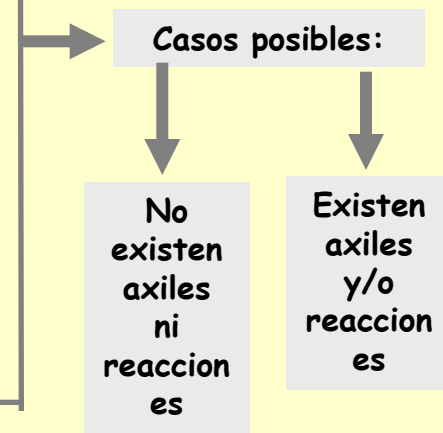 Casos posibles:
No
existen
axiles
ni
reaccion
es
Existen
axiles
y/o
reaccion
es